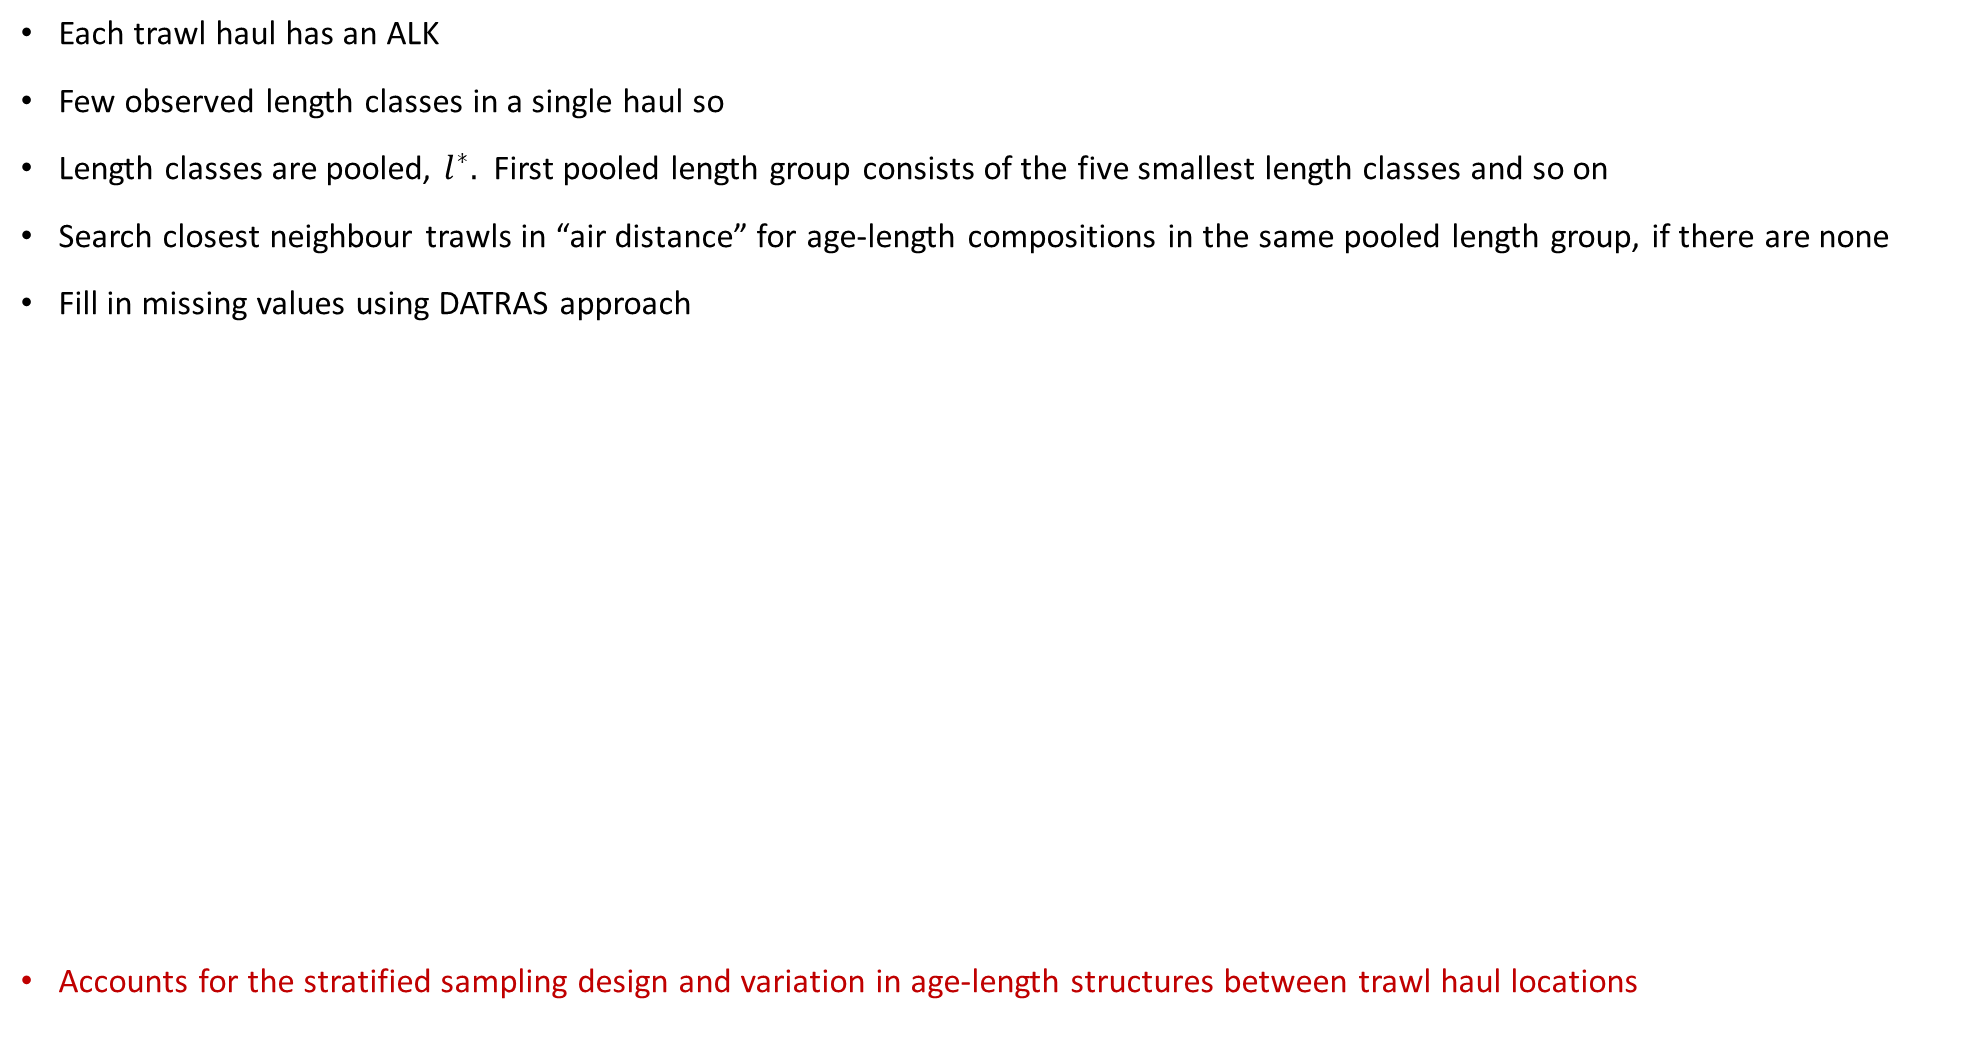 • Each trawl haul has an ALK
• Few observed length classes in a single haul so
• Length classes are pooled, l*. First pooled length group consists of the five smallest length classes and so on
• Search closest neighbour trawls in “air distance” for age-length compositions in the same pooled length group, if there are none
• Fill in missing values using DATRAS approach
• Accounts for the stratified sampling design and variation in age-length structures between trawl haul locations